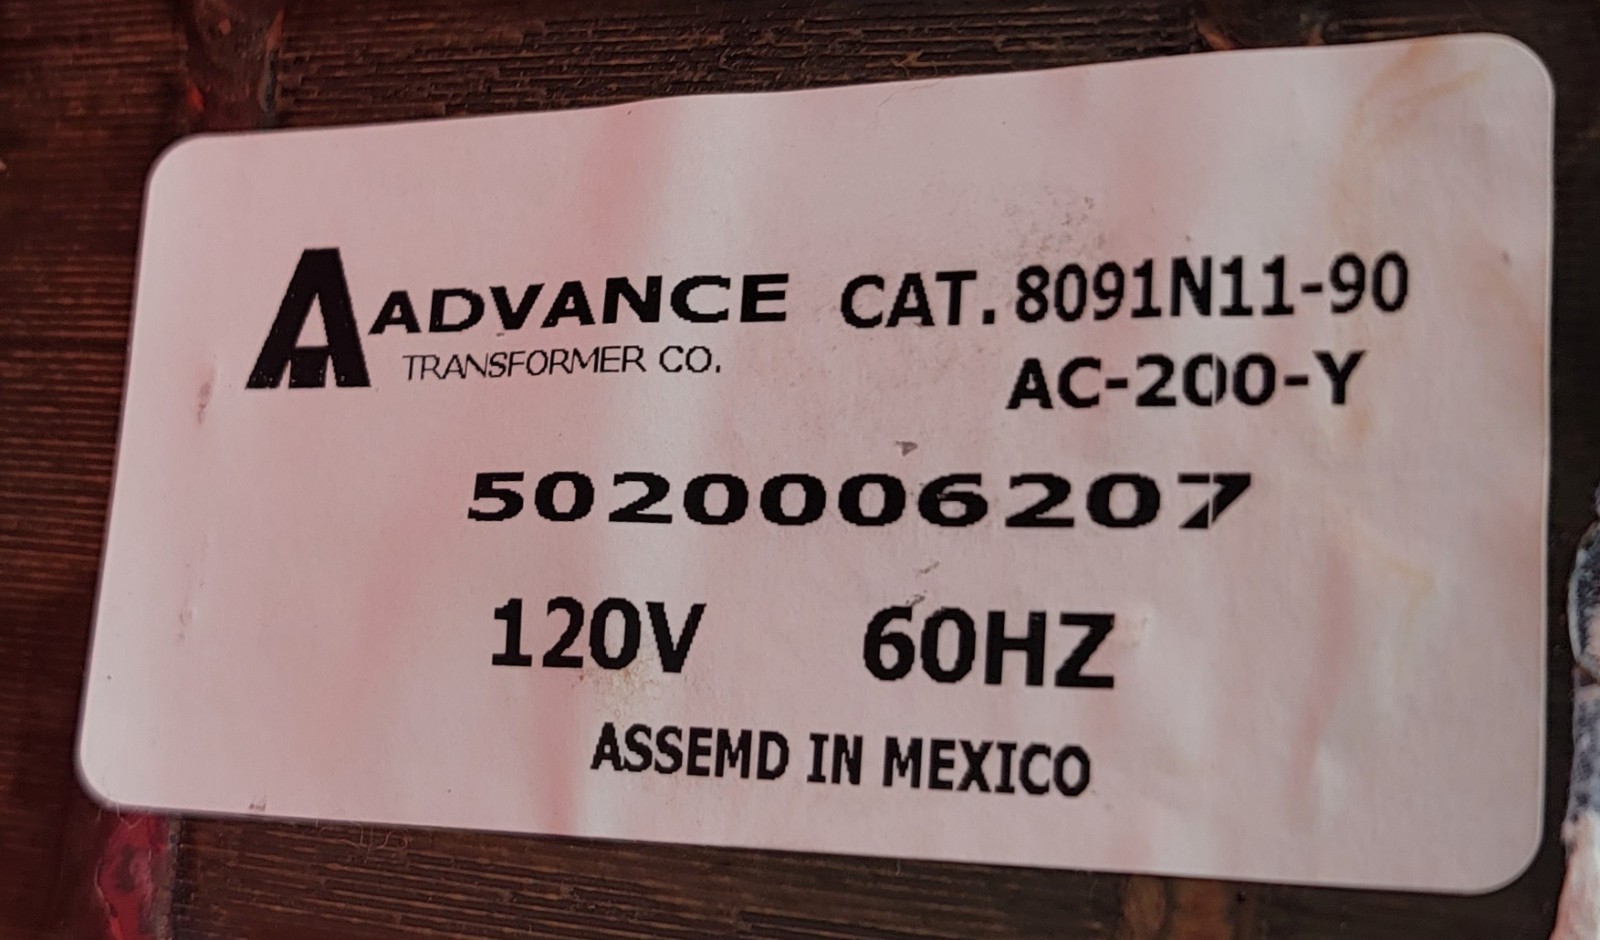 ADVANCE CAT. 8091N11-90
TRANSFORMER CO. AC-200-Y
5020006207
120V 60HZ
ASSEMD IN MEXICO